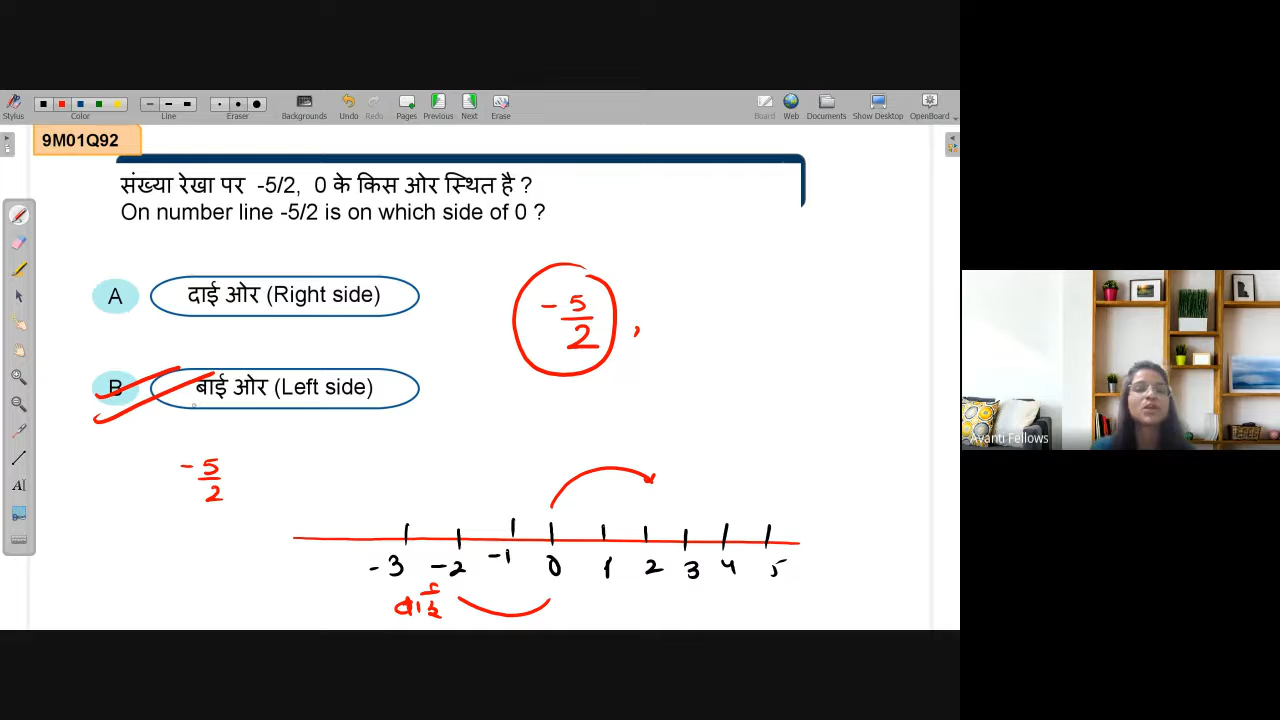 Stylus
Color
Line
Eraser
Backgrounds
Undo
Redo
Pages
Previous
Next
Erase
Board
Web
Documents
Show Desktop
OpenBoard
9M01Q92
संख्या रेखा पर -5/2, 0 के किस ओर स्थित है ?
On number line -5/2 is on which side of 0 ?
A दाई ओर (Right side)
- 5/2 ,
B बाई ओर (Left side)
Avanti Fellows
- 5/2
-3 -2 -1 0 1 2 3 4 5